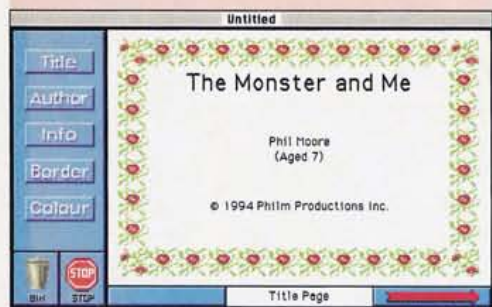 Untitled
Title
Author
Info
Border
Colour
Bin
STOP
STOP
The Monster and Me
Phil Moore
(Aged 7)
© 1994 Philm Productions Inc.
Title Page